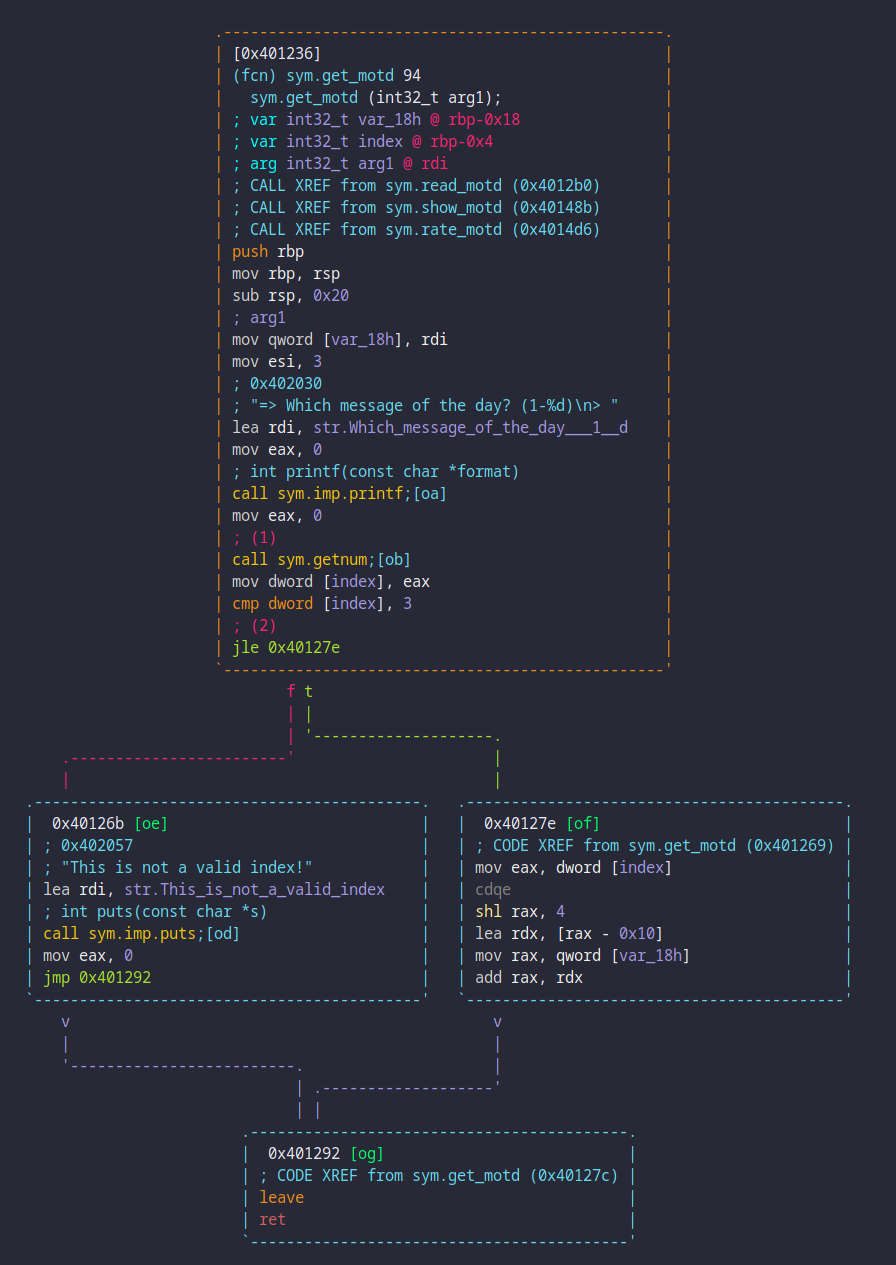 [0x401236]
(fcn) sym.get_motd 94
sym.get_motd (int32_t arg1);
; var int32_t var_18h @ rbp-0x18
; var int32_t index @ rbp-0x4
; arg int32_t arg1 @ rdi
; CALL XREF from sym.read_motd (0x4012b0)
; CALL XREF from sym.show_motd (0x40148b)
; CALL XREF from sym.rate_motd (0x4014d6)
push rbp
mov rbp, rsp
sub rsp, 0x20
; arg1
mov qword [var_18h], rdi
mov esi, 3
; 0x402030
; "=> Which message of the day? (1-%d)\n> "
lea rdi, str.Which_message_of_the_day___1__d
mov eax, 0
; int printf(const char *format)
call sym.imp.printf;[oa]
mov eax, 0
; (1)
call sym.getnum;[ob]
mov dword [index], eax
cmp dword [index], 3
; (2)
jle 0x40127e
f t
0x40126b [oe]
; 0x402057
; "This is not a valid index!"
lea rdi, str.This_is_not_a_valid_index
; int puts(const char *s)
call sym.imp.puts;[od]
mov eax, 0
jmp 0x401292
v
0x40127e [of]
; CODE XREF from sym.get_motd (0x401269)
mov eax, dword [index]
cdqe
shl rax, 4
lea rdx, [rax - 0x10]
mov rax, qword [var_18h]
add rax, rdx
v
0x401292 [og]
; CODE XREF from sym.get_motd (0x40127c)
leave
ret